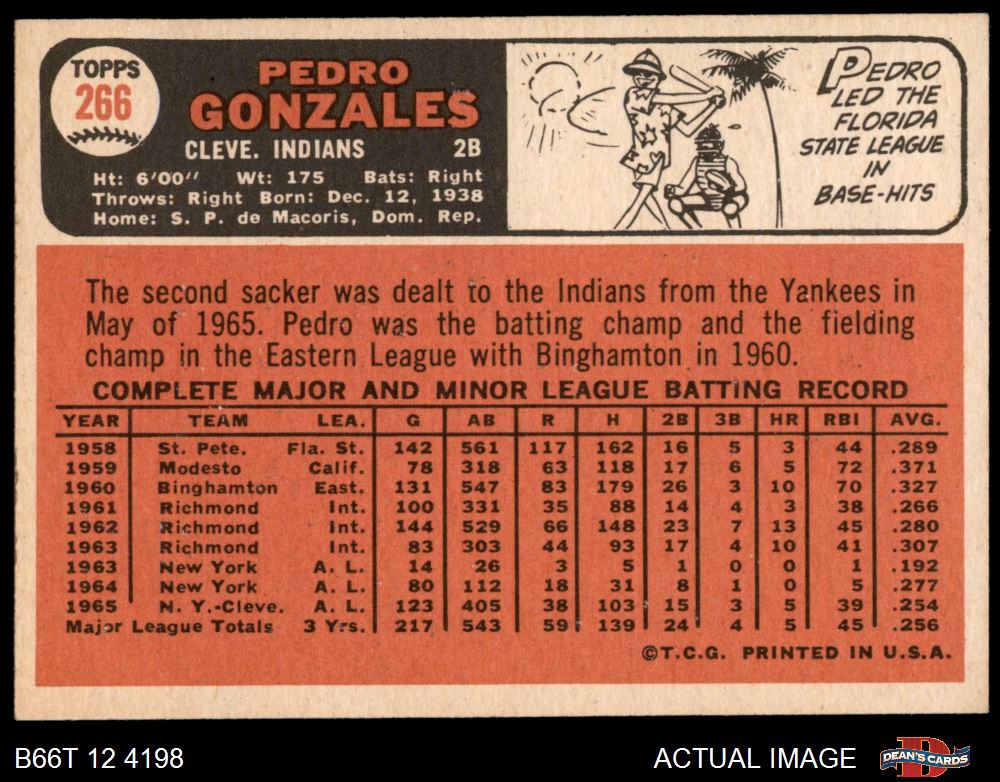 TOPPS
266
PEDRO
GONZALES
CLEVE. INDIANS 2B
Ht: 6'00" Wt: 175 Bats: Right
Throws: Right Born: Dec. 12, 1938
Home: S. P. de Macoris, Dom. Rep.
PEDRO
LED THE
FLORIDA
STATE LEAGUE
IN
BASE-HITS
The second sacker was dealt to the Indians from the Yankees in
May of 1965. Pedro was the batting champ and the fielding
champ in the Eastern League with Binghamton in 1960.
COMPLETE MAJOR AND MINOR LEAGUE BATTING RECORD
YEAR TEAM LEA. G AB R H 2B 3B HR RBI AVG.
1958 St. Pete. Fla. St. 142 561 117 162 16 5 3 44 .289
1959 Modesto Calif. 78 318 63 118 17 6 5 72 .371
1960 Binghamton East. 131 547 83 179 26 3 10 70 .327
1961 Richmond Int. 100 331 35 88 14 4 3 38 .266
1962 Richmond Int. 144 529 66 148 23 7 13 45 .280
1963 Richmond Int. 83 303 44 93 17 4 10 41 .307
1963 New York A. L. 14 26 3 5 1 0 0 1 .192
1964 New York A. L. 80 112 18 31 8 1 0 5 .277
1965 N. Y.-Cleve. A. L. 123 405 38 103 15 3 5 39 .254
Major League Totals 3 Yrs. 217 543 59 139 24 4 5 45 .256
©T.C.G. PRINTED IN U.S.A.
B66T 12 4198 ACTUAL IMAGE
DEAN'S CARDS